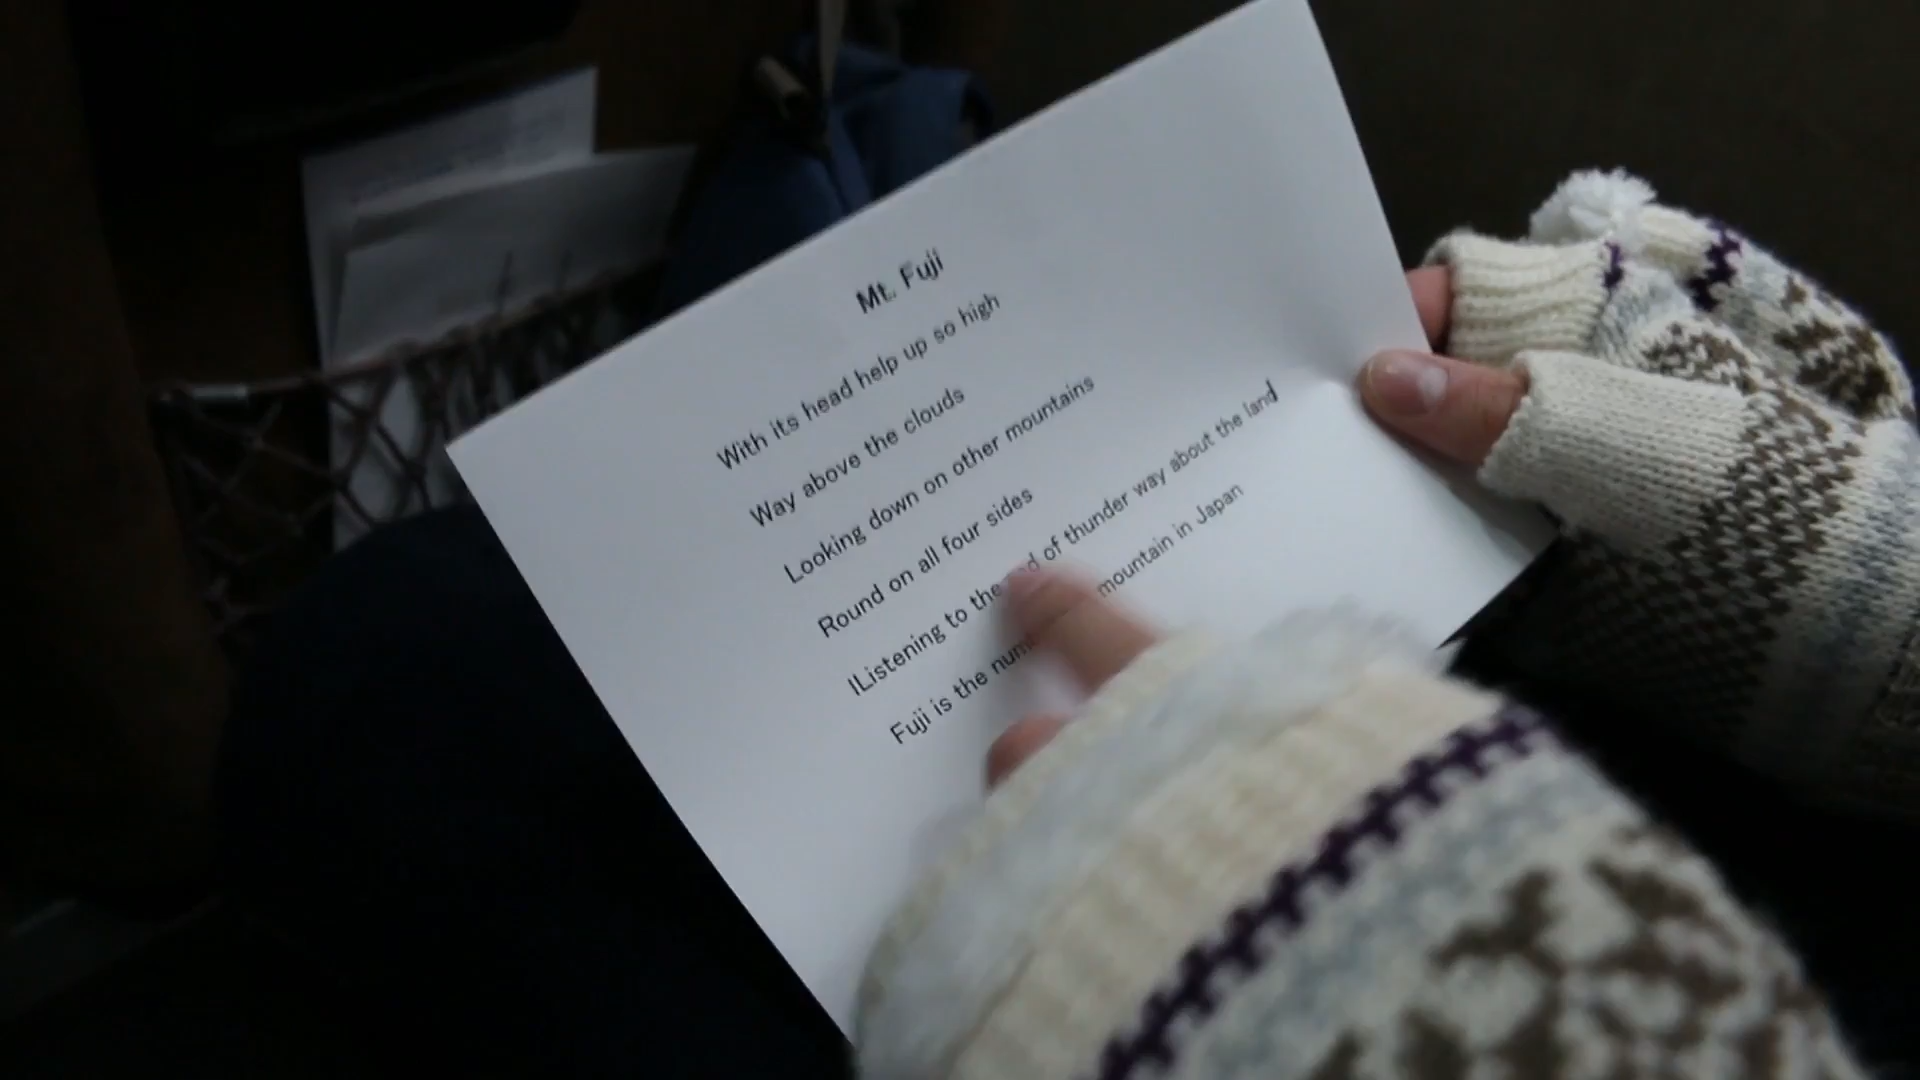 Mt. Fuji
With its head help up so high
Way above the clouds
Looking down on other mountains
Round on all four sides
lListening to the of thunder way about the land
Fuji is the mountain in Japan